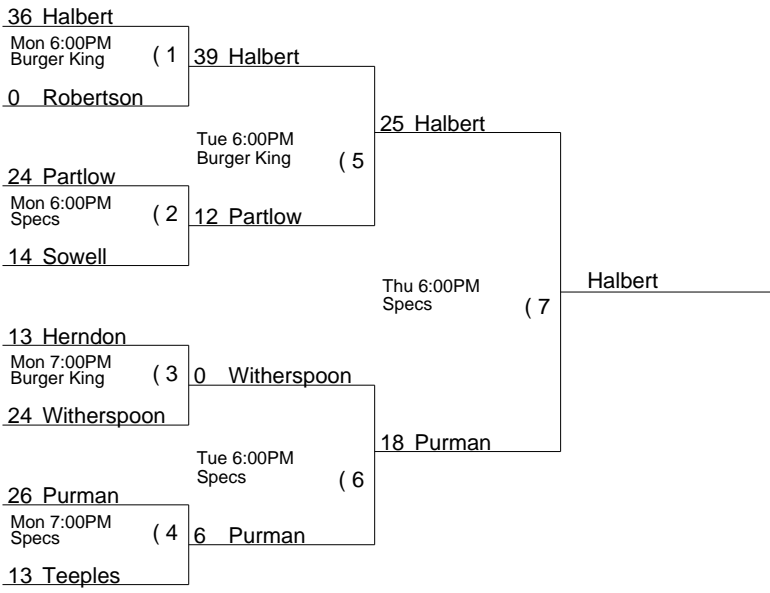 36 Halbert
Mon 6:00PM
Burger King
( 1
0 Robertson
39 Halbert
Tue 6:00PM
Burger King
( 5
24 Partlow
Mon 6:00PM
Specs
( 2
14 Sowell
12 Partlow
25 Halbert
Thu 6:00PM
Specs
( 7
Halbert
13 Herndon
Mon 7:00PM
Burger King
( 3
24 Witherspoon
0 Witherspoon
Tue 6:00PM
Specs
( 6
18 Purman
26 Purman
Mon 7:00PM
Specs
( 4
13 Teeples
6 Purman